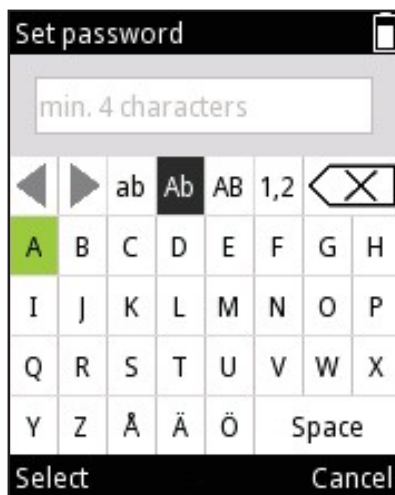 Set password
min. 4 characters
ab Ab AB 1,2
A B C D E F G H
I J K L M N O P
Q R S T U V W X
Y Z Å Ä Ö Space
Select Cancel